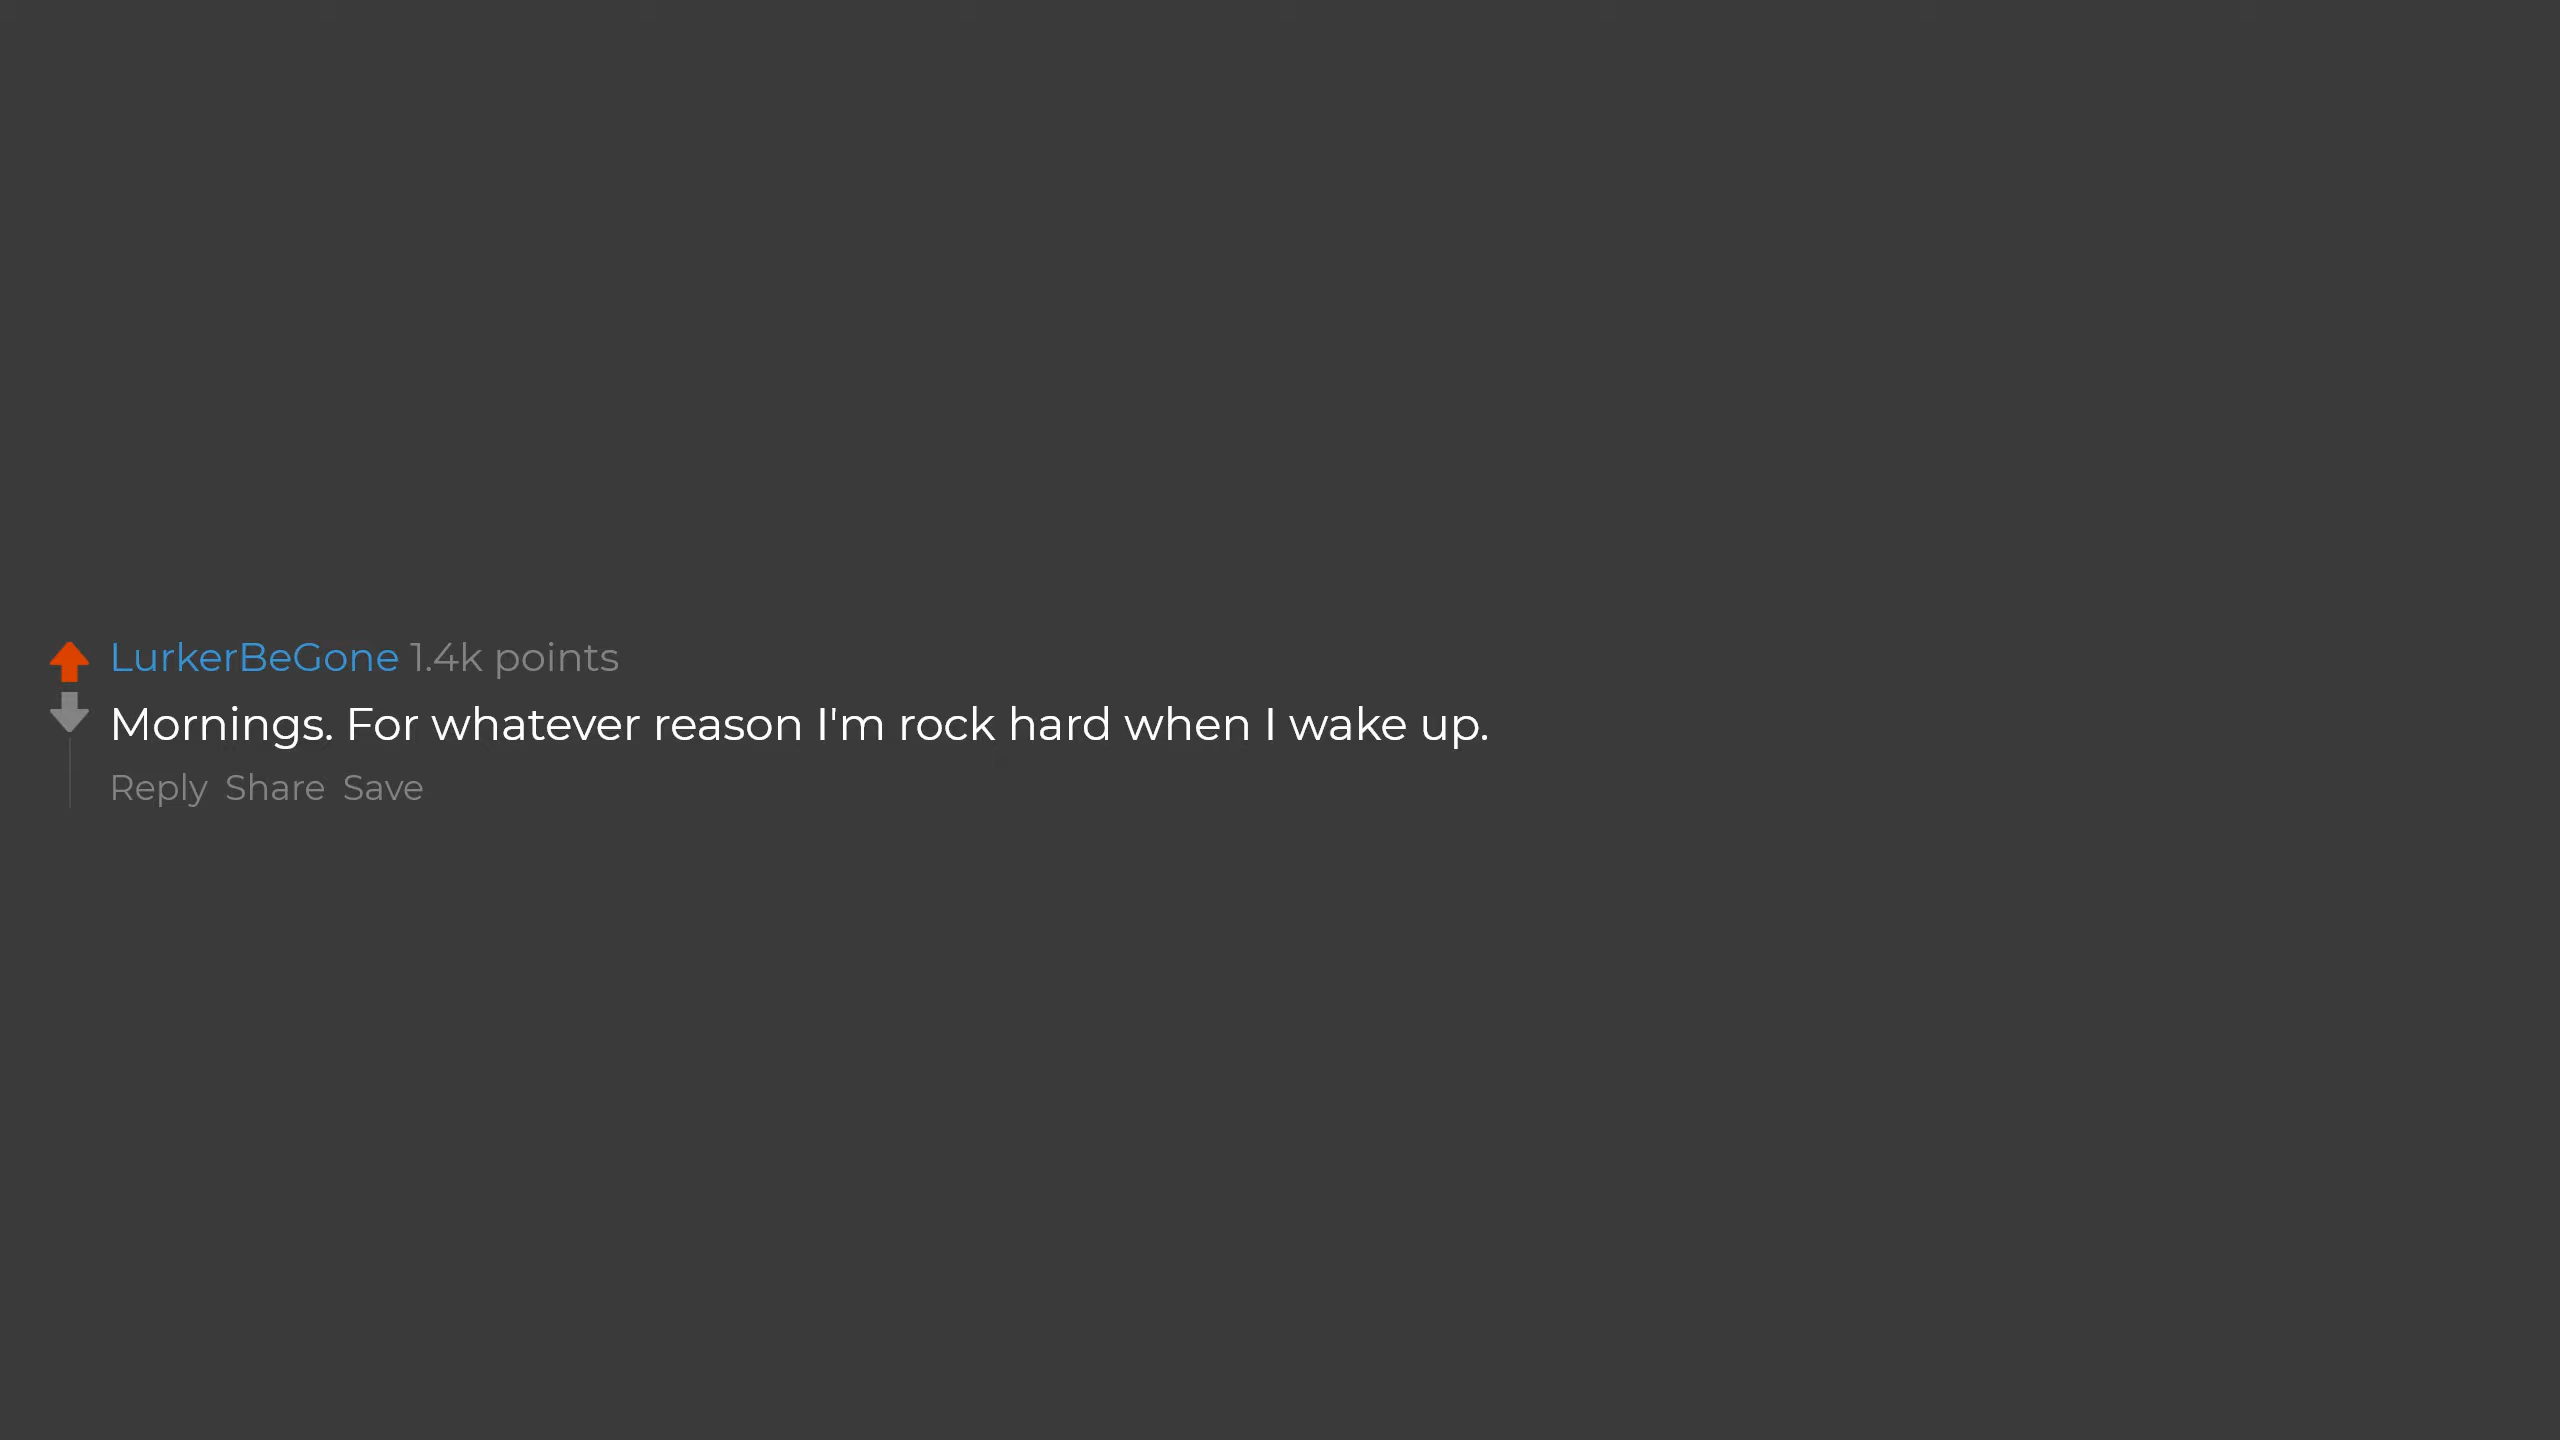 LurkerBeGone 1.4k points
Mornings. For whatever reason I'm rock hard when I wake up.
Reply Share Save